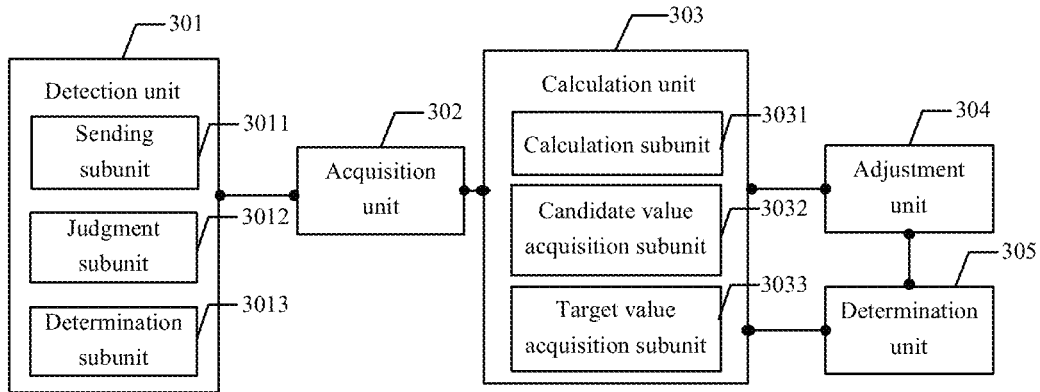 301
Detection unit
Sending
subunit
3011
Judgment
subunit
3012
Determination
subunit
3013
302
Acquisition
unit
303
Calculation unit
Calculation subunit
3031
Candidate value
acquisition subunit
3032
Target value
acquisition subunit
3033
304
Adjustment
unit
305
Determination
unit